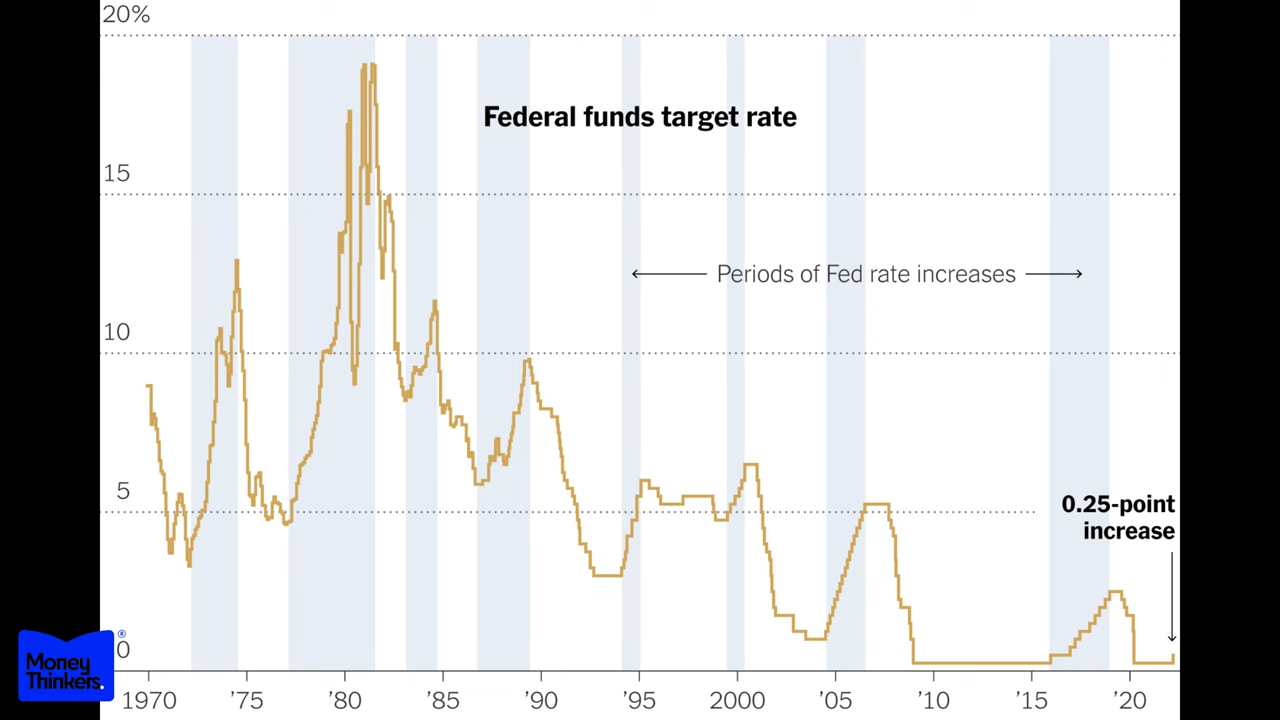 20%
Federal funds target rate
15
Periods of Fed rate increases
10
5
0.25-point
increase
0
Money
Thinkers.
®
1970 ’75 ’80 ’85 ’90 ’95 2000 ’05 ’10 ’15 ’20